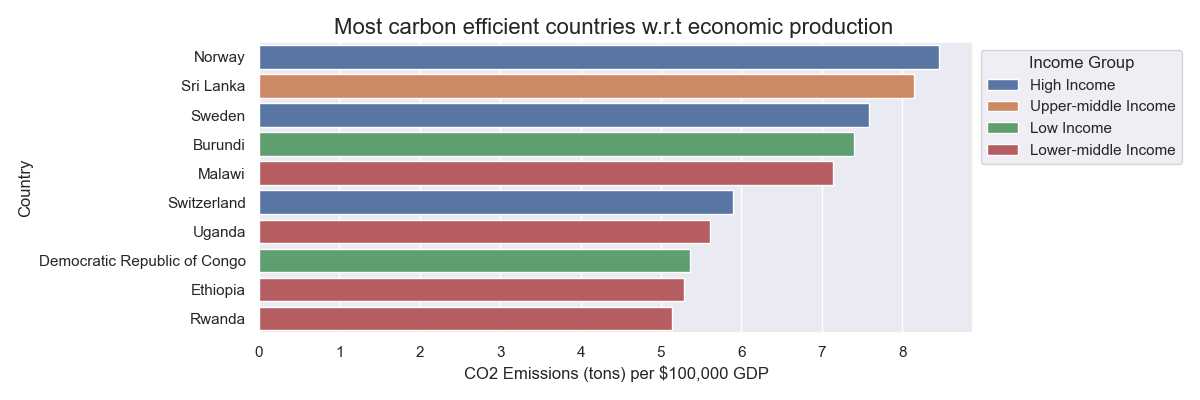 Most carbon efficient countries w.r.t economic production
Country
Norway
Sri Lanka
Sweden
Burundi
Malawi
Switzerland
Uganda
Democratic Republic of Congo
Ethiopia
Rwanda
0 1 2 3 4 5 6 7 8
CO2 Emissions (tons) per $100,000 GDP
Income Group
High Income
Upper-middle Income
Low Income
Lower-middle Income